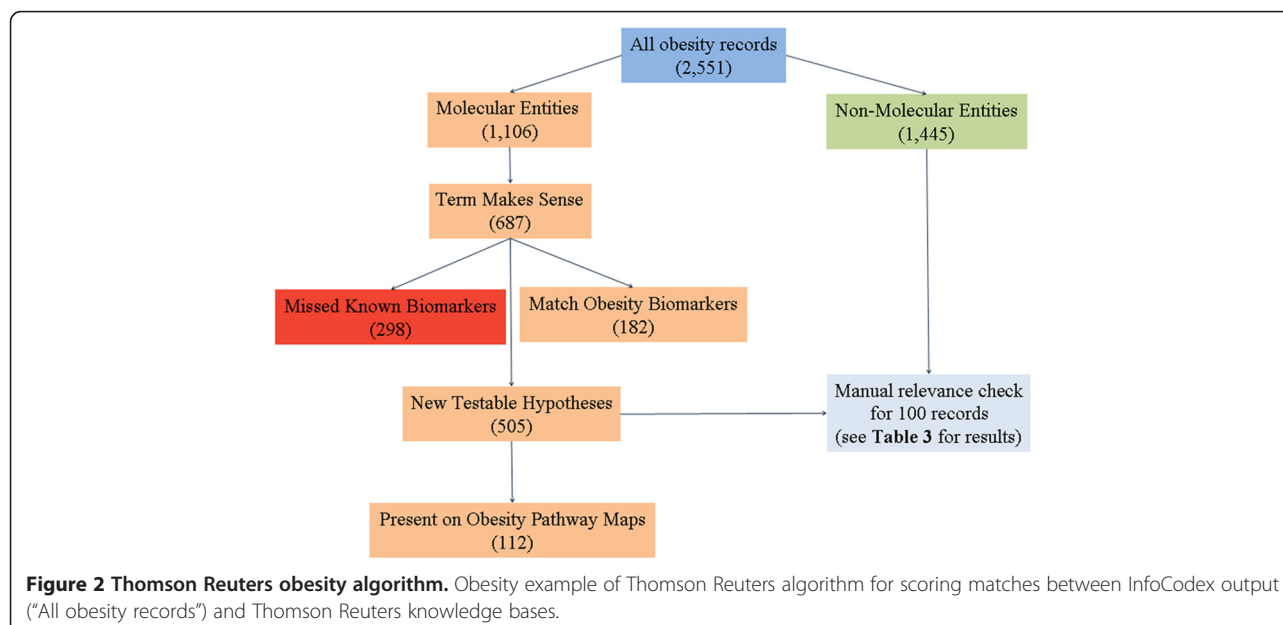 All obesity records
(2,551)
Molecular Entities
(1,106)
Non-Molecular Entities
(1,445)
Term Makes Sense
(687)
Missed Known Biomarkers
(298)
Match Obesity Biomarkers
(182)
New Testable Hypotheses
(505)
Manual relevance check
for 100 records
(see Table 3 for results)
Present on Obesity Pathway Maps
(112)
Figure 2 Thomson Reuters obesity algorithm. Obesity example of Thomson Reuters algorithm for scoring matches between InfoCodex output
(“All obesity records”) and Thomson Reuters knowledge bases.